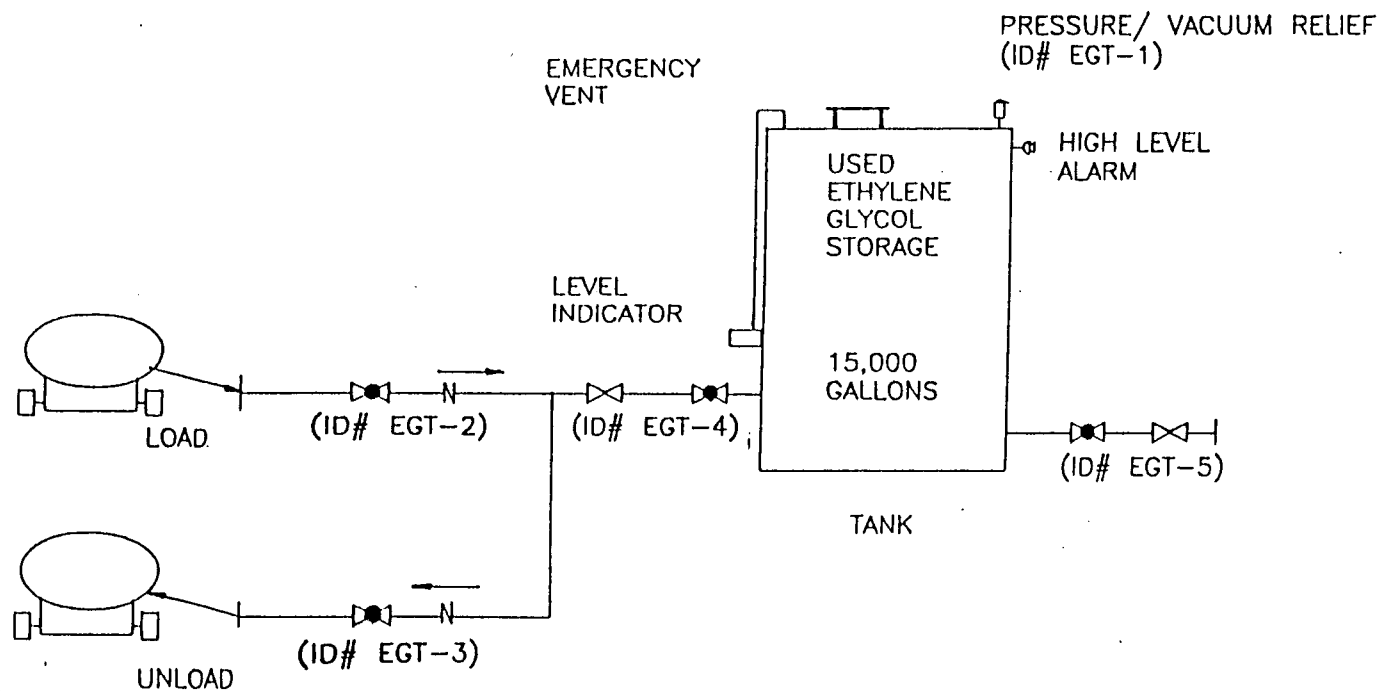 PRESSURE/ VACUUM RELIEF
(ID# EGT-1)
EMERGENCY
VENT
HIGH LEVEL
ALARM
USED
ETHYLENE
GLYCOL
STORAGE
LEVEL
INDICATOR
15,000
GALLONS
(ID# EGT-2)
(ID# EGT-4)
LOAD
(ID# EGT-5)
TANK
(ID# EGT-3)
UNLOAD